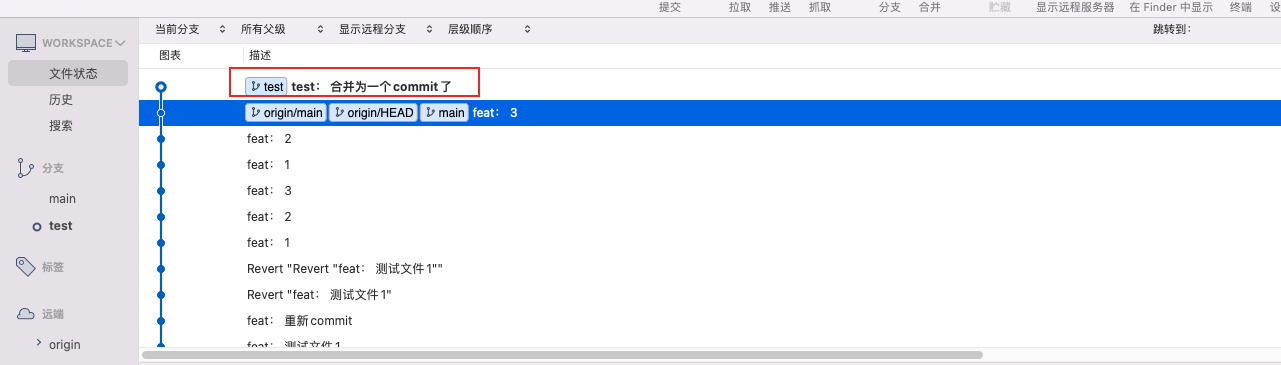 提交 拉取 推送 抓取 分支 合并 贮藏 显示远程服务器 在 Finder 中显示 终端
WORKSPACE
文件状态
历史
搜索
分支
main
test
标签
远端
origin
当前分支 所有父级 显示远程分支 层级顺序 跳转到:
图表 描述
test test： 合并为一个commit了
origin/main origin/HEAD main feat： 3
feat： 2
feat： 1
feat： 3
feat： 2
feat： 1
Revert "Revert "feat： 测试文件1""
Revert "feat： 测试文件1"
feat： 重新commit
feat： 测试文件1